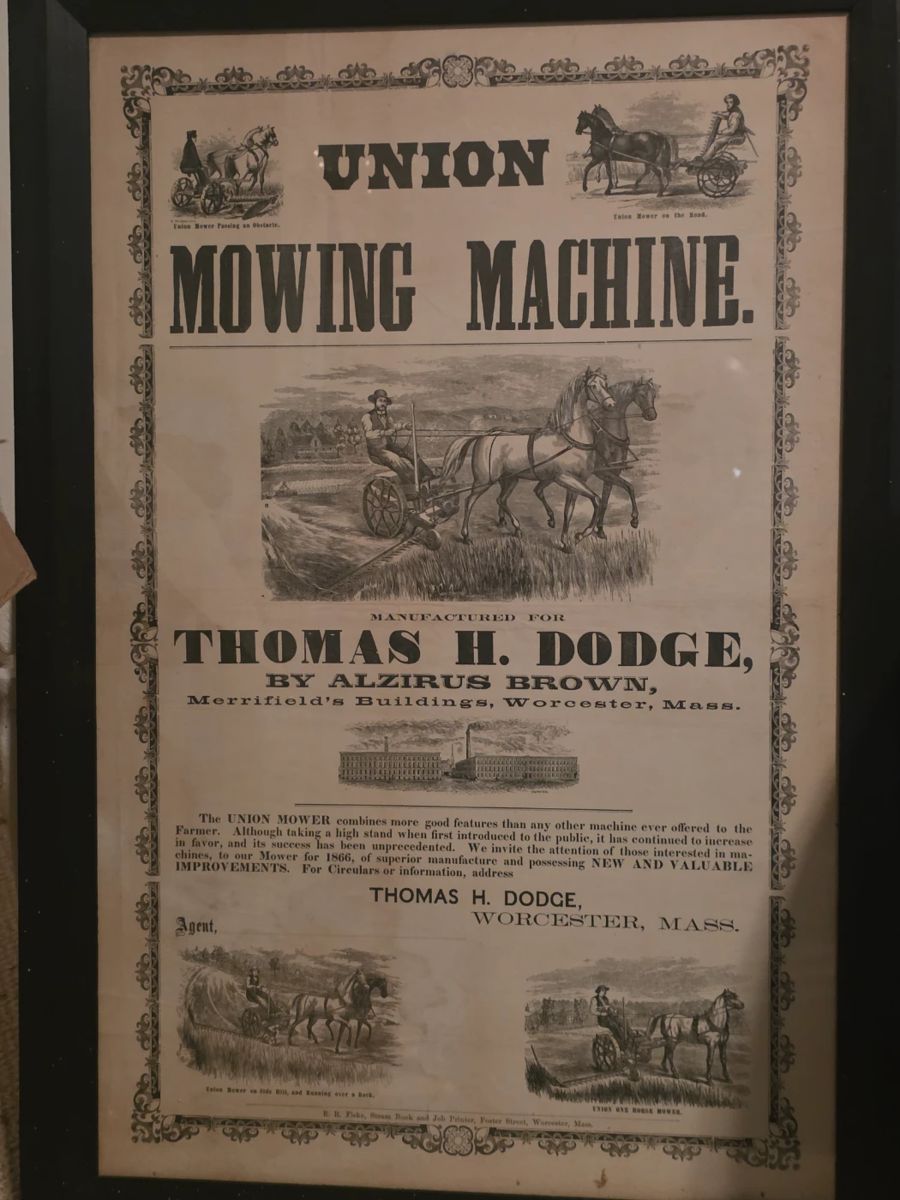 UNION
Union Mower Passing an Obstacle.
Union Mower on the Road.
MOWING MACHINE.
MANUFACTURED FOR
THOMAS H. DODGE,
BY ALZIRUS BROWN,
Merrifield's Buildings, Worcester, Mass.
The UNION MOWER combines more good features than any other machine ever offered to the
Farmer. Although taking a high stand when first introduced to the public, it has continued to increase
in favor, and its success has been unprecedented. We invite the attention of those interested in ma-
chines, to our Mower for 1866, of superior manufacture and possessing NEW AND VALUABLE
IMPROVEMENTS. For Circulars or information, address
THOMAS H. DODGE,
WORCESTER, MASS.
Agent,
Union Mower on Side Hill, and Running over a Rock.
UNION ONE HORSE MOWER.
E. R. Fiske, Steam Book and Job Printer, Foster Street, Worcester, Mass.